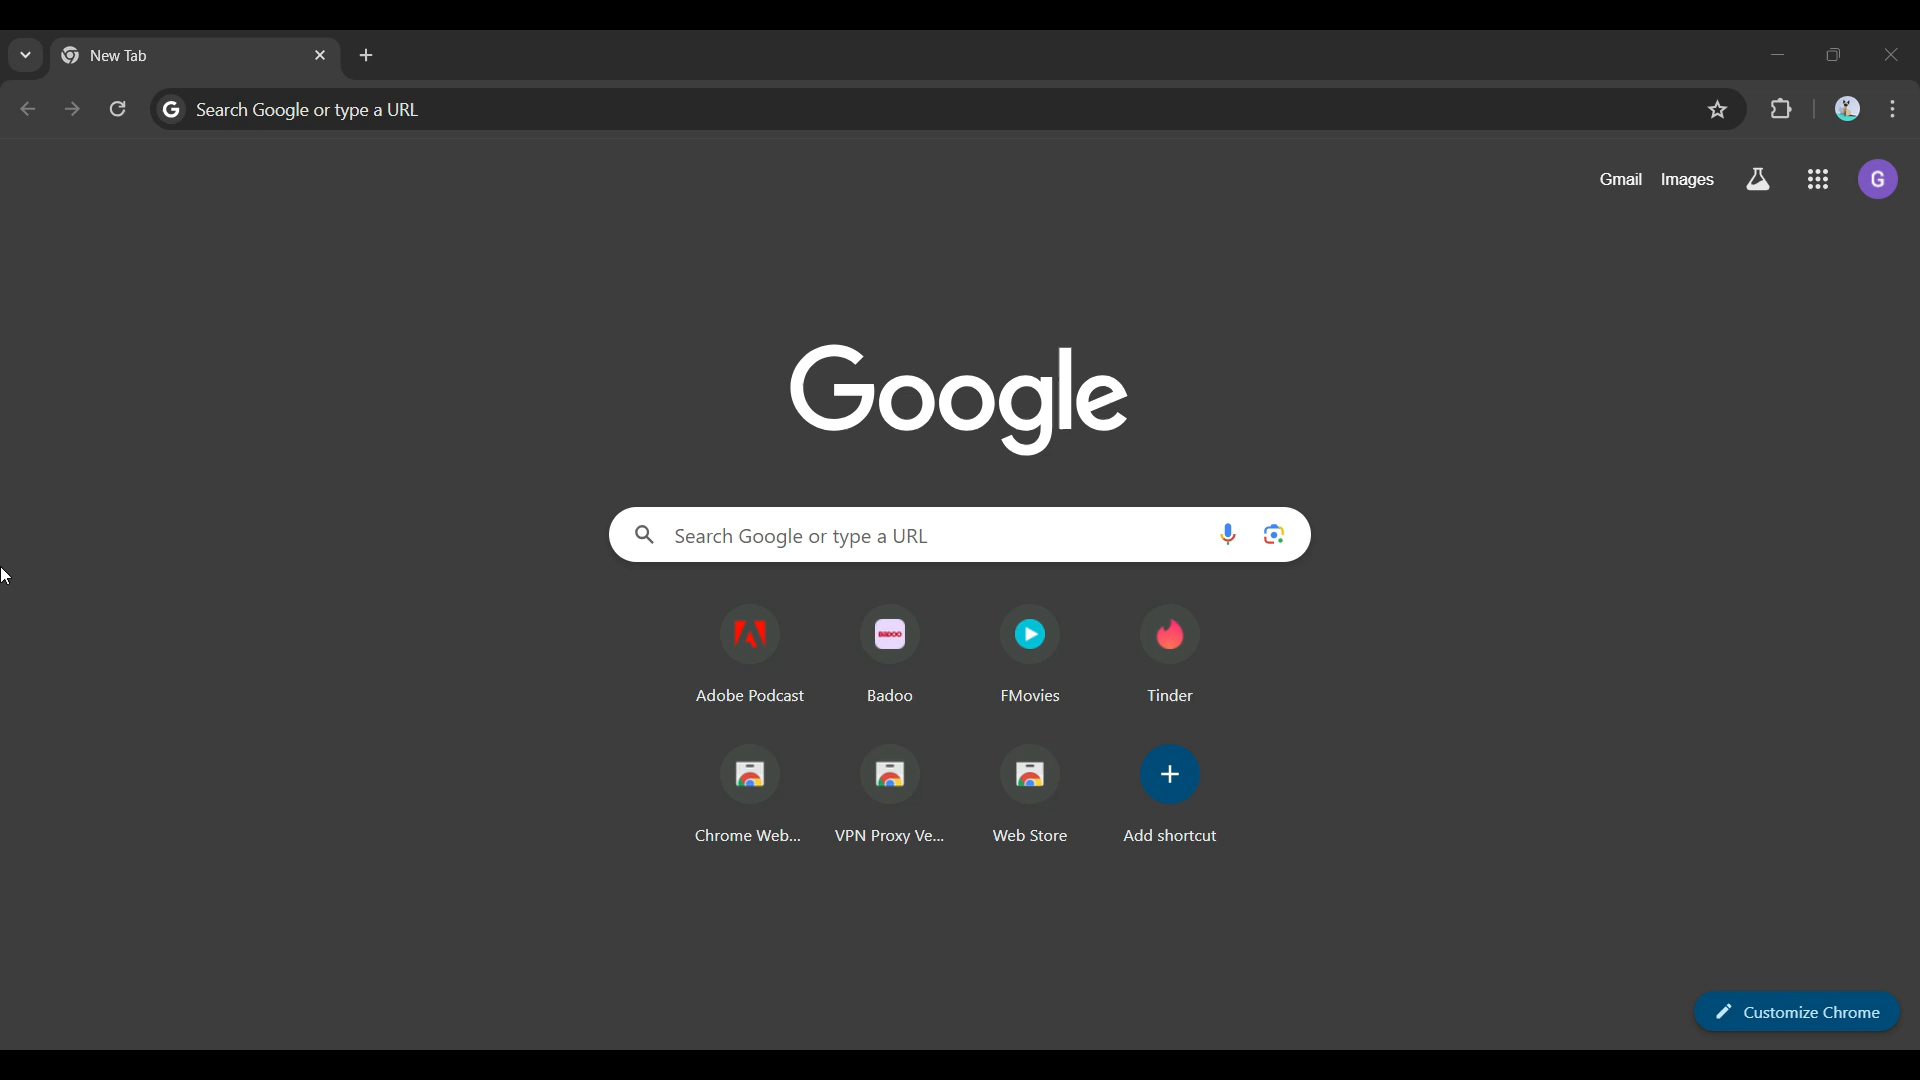 New Tab
Search Google or type a URL
Gmail Images
G
Google
Search Google or type a URL
BADOO
Adobe Podcast Badoo FMovies Tinder
Chrome Web... VPN Proxy Ve... Web Store Add shortcut
Customize Chrome